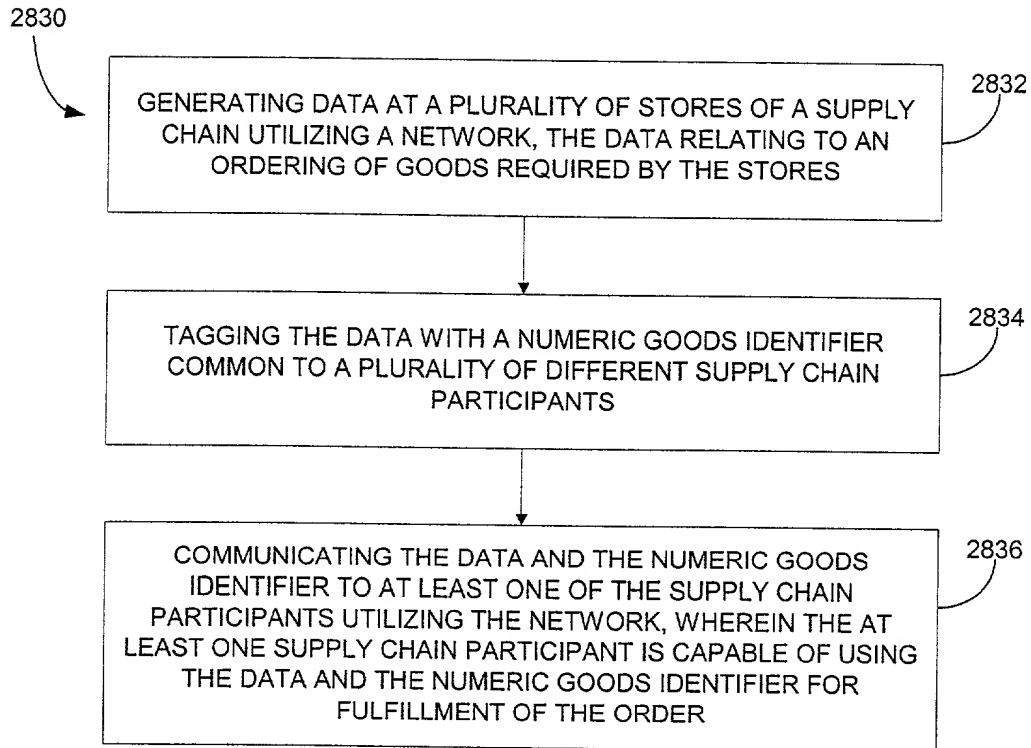 2830
2832
GENERATING DATA AT A PLURALITY OF STORES OF A SUPPLY
CHAIN UTILIZING A NETWORK, THE DATA RELATING TO AN
ORDERING OF GOODS REQUIRED BY THE STORES
2834
TAGGING THE DATA WITH A NUMERIC GOODS IDENTIFIER
COMMON TO A PLURALITY OF DIFFERENT SUPPLY CHAIN
PARTICIPANTS
2836
COMMUNICATING THE DATA AND THE NUMERIC GOODS
IDENTIFIER TO AT LEAST ONE OF THE SUPPLY CHAIN
PARTICIPANTS UTILIZING THE NETWORK, WHEREIN THE AT
LEAST ONE SUPPLY CHAIN PARTICIPANT IS CAPABLE OF USING
THE DATA AND THE NUMERIC GOODS IDENTIFIER FOR
FULFILLMENT OF THE ORDER